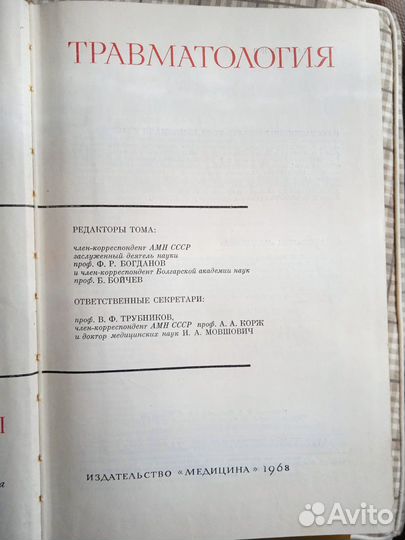 ТРАВМАТОЛОГИЯ
РЕДАКТОРЫ ТОМА:
член-корреспондент АМН СССР
заслуженный деятель науки
проф. Ф. Р. БОГДАНОВ
и член-корреспондент Болгарской академии наук
проф. Б. БОЙЧЕВ
ОТВЕТСТВЕННЫЕ СЕКРЕТАРИ:
проф. В. Ф. ТРУБНИКОВ,
член-корреспондент АМН СССР проф. А. А. КОРЖ
и доктор медицинских наук И. А. МОВШОВИЧ
Ы
а
ИЗДАТЕЛЬСТВО «МЕДИЦИНА» 1968
Avito